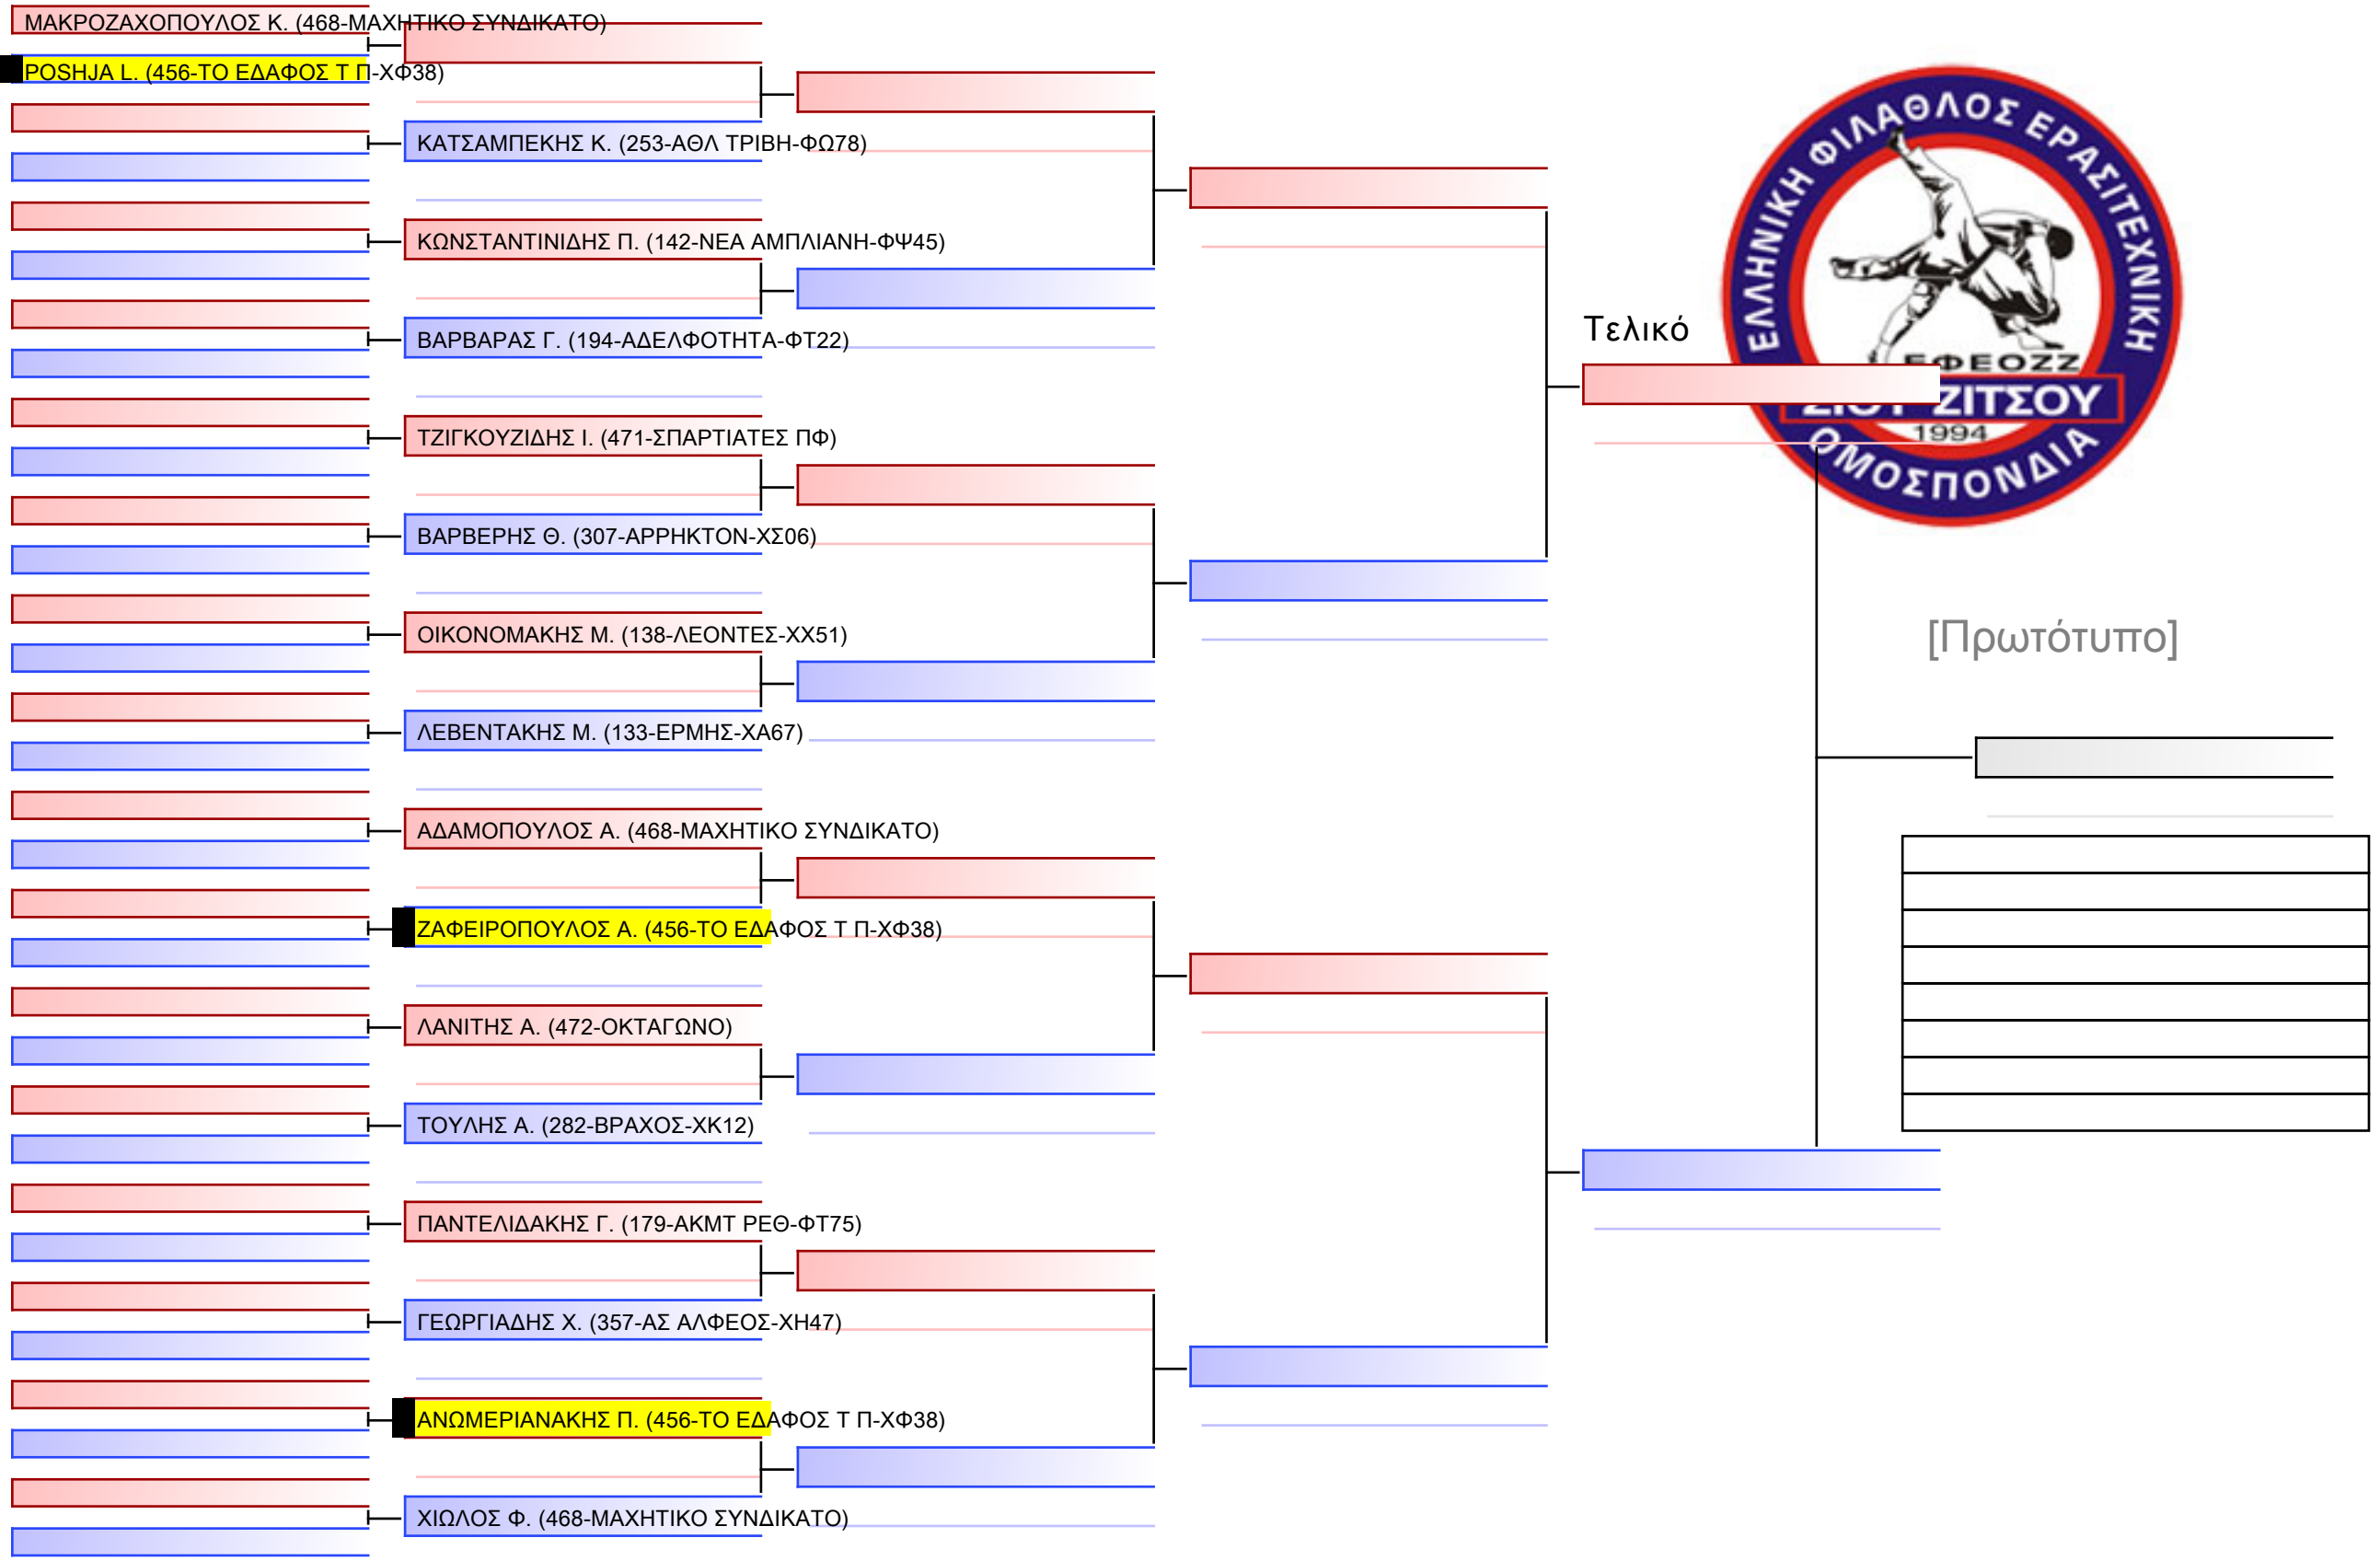 ΜΑΚΡΟΖΑΧΟΠΟΥΛΟΣ Κ. (468-ΜΑΧΗΤΙΚΟ ΣΥΝΔΙΚΑΤΟ)
POSHJA L. (456-ΤΟ ΕΔΑΦΟΣ Τ Π-ΧΦ38)
ΚΑΤΣΑΜΠΕΚΗΣ Κ. (253-ΑΘΛ ΤΡΙΒΗ-ΦΩ78)
ΚΩΝΣΤΑΝΤΙΝΙΔΗΣ Π. (142-ΝΕΑ ΑΜΠΛΙΑΝΗ-ΦΨ45)
ΒΑΡΒΑΡΑΣ Γ. (194-ΑΔΕΛΦΟΤΗΤΑ-ΦΤ22)
ΤΖΙΓΚΟΥΖΙΔΗΣ Ι. (471-ΣΠΑΡΤΙΑΤΕΣ ΠΦ)
ΒΑΡΒΕΡΗΣ Θ. (307-ΑΡΡΗΚΤΟΝ-ΧΣ06)
ΟΙΚΟΝΟΜΑΚΗΣ Μ. (138-ΛΕΟΝΤΕΣ-ΧΧ51)
ΛΕΒΕΝΤΑΚΗΣ Μ. (133-ΕΡΜΗΣ-ΧΑ67)
ΑΔΑΜΟΠΟΥΛΟΣ Α. (468-ΜΑΧΗΤΙΚΟ ΣΥΝΔΙΚΑΤΟ)
ΖΑΦΕΙΡΟΠΟΥΛΟΣ Α. (456-ΤΟ ΕΔΑΦΟΣ Τ Π-ΧΦ38)
ΛΑΝΙΤΗΣ Α. (472-ΟΚΤΑΓΩΝΟ)
ΤΟΥΛΗΣ Α. (282-ΒΡΑΧΟΣ-ΧΚ12)
ΠΑΝΤΕΛΙΔΑΚΗΣ Γ. (179-ΑΚΜΤ ΡΕΘ-ΦΤ75)
ΓΕΩΡΓΙΑΔΗΣ Χ. (357-ΑΣ ΑΛΦΕΟΣ-ΧΗ47)
ΑΝΩΜΕΡΙΑΝΑΚΗΣ Π. (456-ΤΟ ΕΔΑΦΟΣ Τ Π-ΧΦ38)
ΧΙΩΛΟΣ Φ. (468-ΜΑΧΗΤΙΚΟ ΣΥΝΔΙΚΑΤΟ)
Τελικό
ΕΛΛΗΝΙΚΗ ΦΙΛΑΘΛΟΣ ΕΡΑΣΙΤΕΧΝΙΚΗ
ΕΦΕΟΖΖ
ΖΙΟΥ ΖΙΤΣΟΥ
1994
ΟΜΟΣΠΟΝΔΙΑ
[Πρωτότυπο]